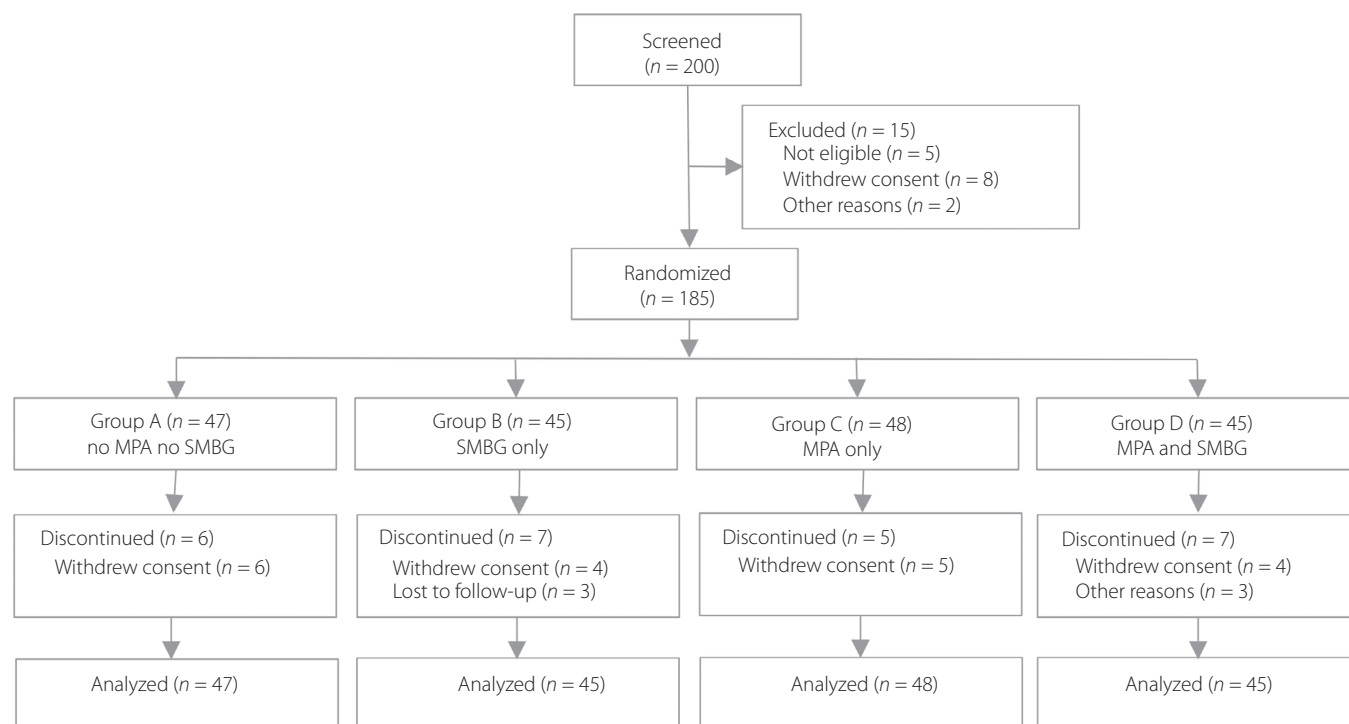 Screened
(n = 200)
Excluded (n = 15)
Not eligible (n = 5)
Withdrew consent (n = 8)
Other reasons (n = 2)
Randomized
(n = 185)
Group A (n = 47)
no MPA no SMBG
Group B (n = 45)
SMBG only
Group C (n = 48)
MPA only
Group D (n = 45)
MPA and SMBG
Discontinued (n = 6)
Withdrew consent (n = 6)
Discontinued (n = 7)
Withdrew consent (n = 4)
Lost to follow-up (n = 3)
Discontinued (n = 5)
Withdrew consent (n = 5)
Discontinued (n = 7)
Withdrew consent (n = 4)
Other reasons (n = 3)
Analyzed (n = 47)
Analyzed (n = 45)
Analyzed (n = 48)
Analyzed (n = 45)